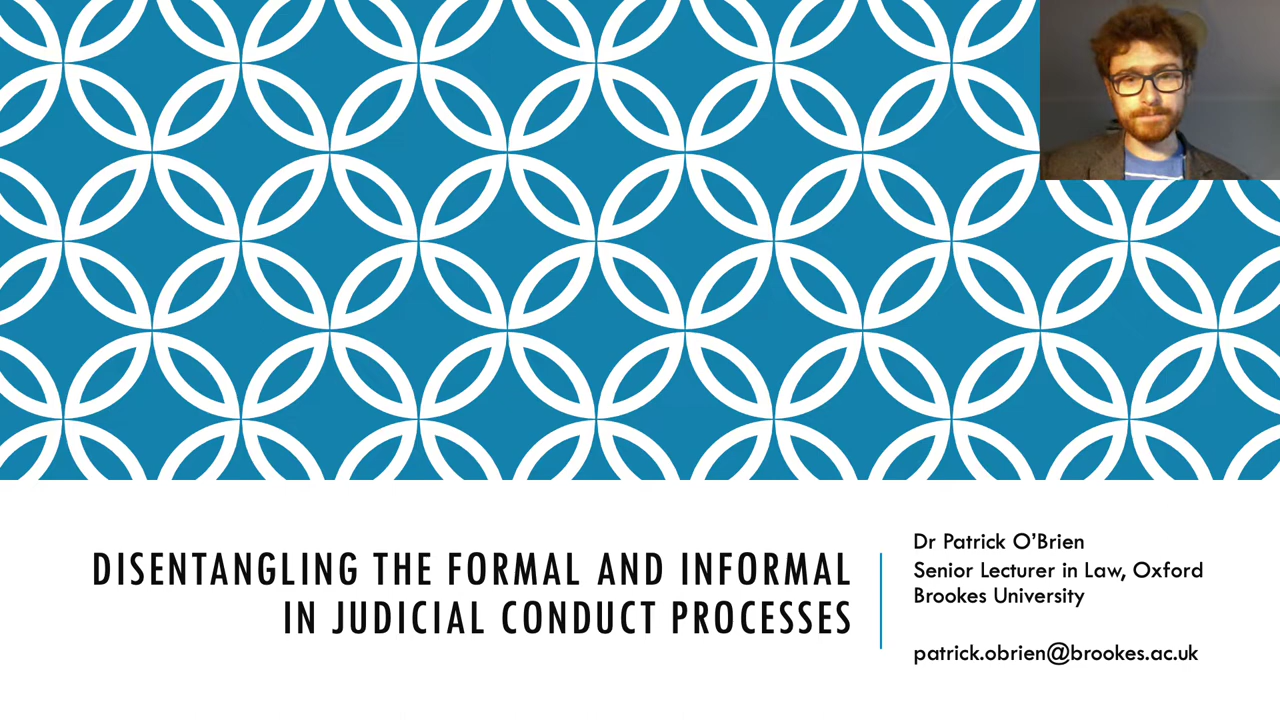 DISENTANGLING THE FORMAL AND INFORMAL
IN JUDICIAL CONDUCT PROCESSES
Dr Patrick O’Brien
Senior Lecturer in Law, Oxford
Brookes University
patrick.obrien@brookes.ac.uk